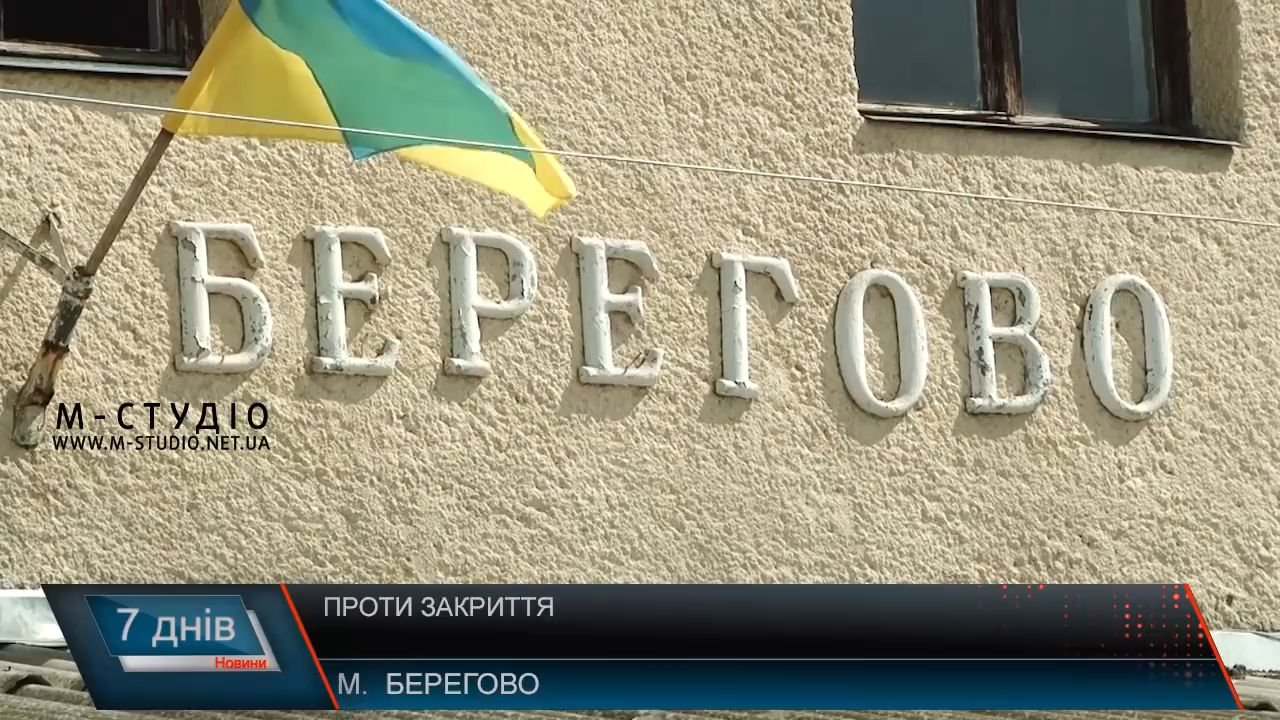 БЕРЕГОВО
М-СТУДІО
WWW.M-STUDIO.NET.UA
7 днів
Новини
ПРОТИ ЗАКРИТТЯ
М. БЕРЕГОВО